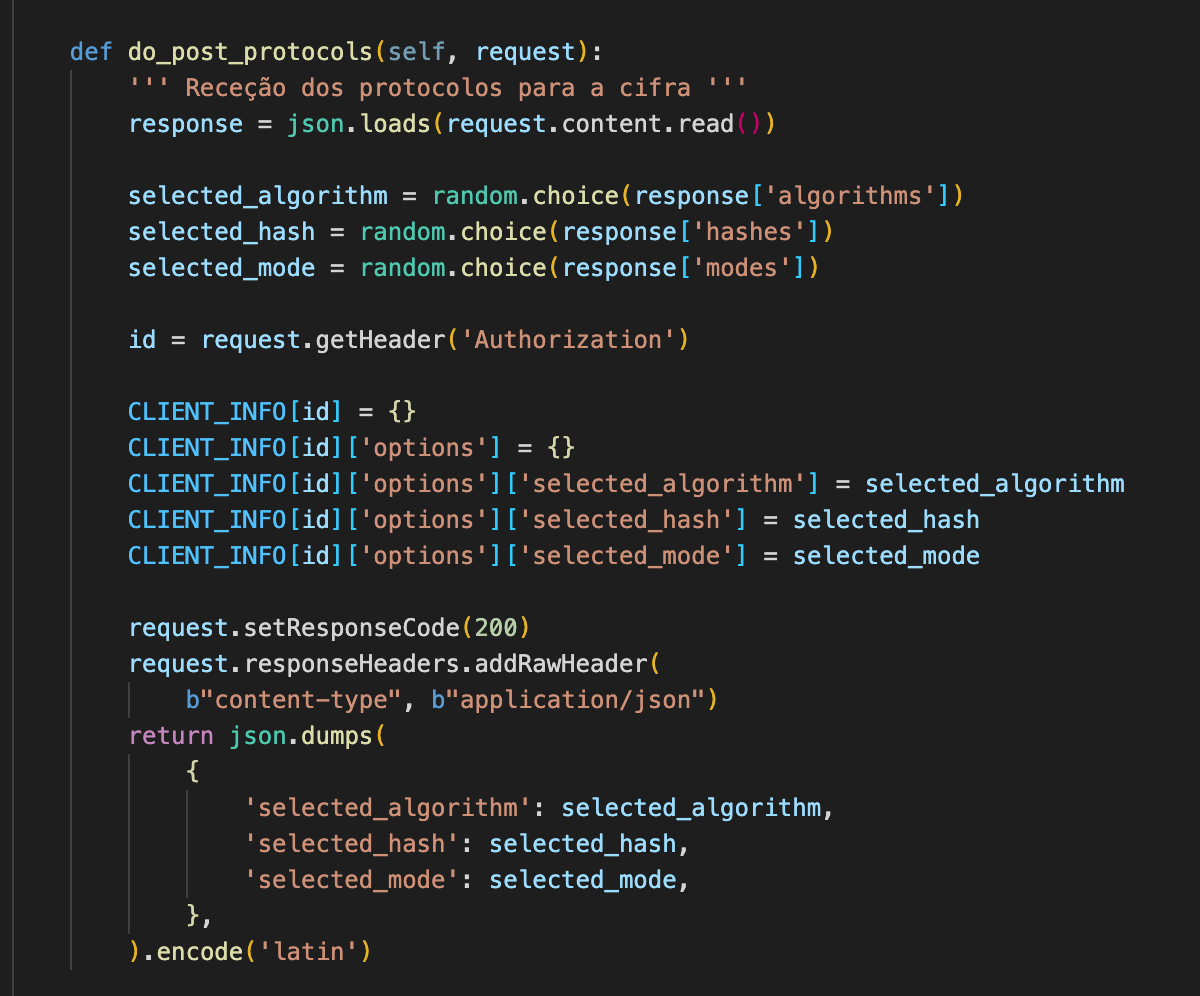 def do_post_protocols(self, request):
''' Receção dos protocolos para a cifra '''
response = json.loads(request.content.read())
selected_algorithm = random.choice(response['algorithms'])
selected_hash = random.choice(response['hashes'])
selected_mode = random.choice(response['modes'])
id = request.getHeader('Authorization')
CLIENT_INFO[id] = {}
CLIENT_INFO[id]['options'] = {}
CLIENT_INFO[id]['options']['selected_algorithm'] = selected_algorithm
CLIENT_INFO[id]['options']['selected_hash'] = selected_hash
CLIENT_INFO[id]['options']['selected_mode'] = selected_mode
request.setResponseCode(200)
request.responseHeaders.addRawHeader(
b"content-type", b"application/json")
return json.dumps(
{
'selected_algorithm': selected_algorithm,
'selected_hash': selected_hash,
'selected_mode': selected_mode,
},
).encode('latin')